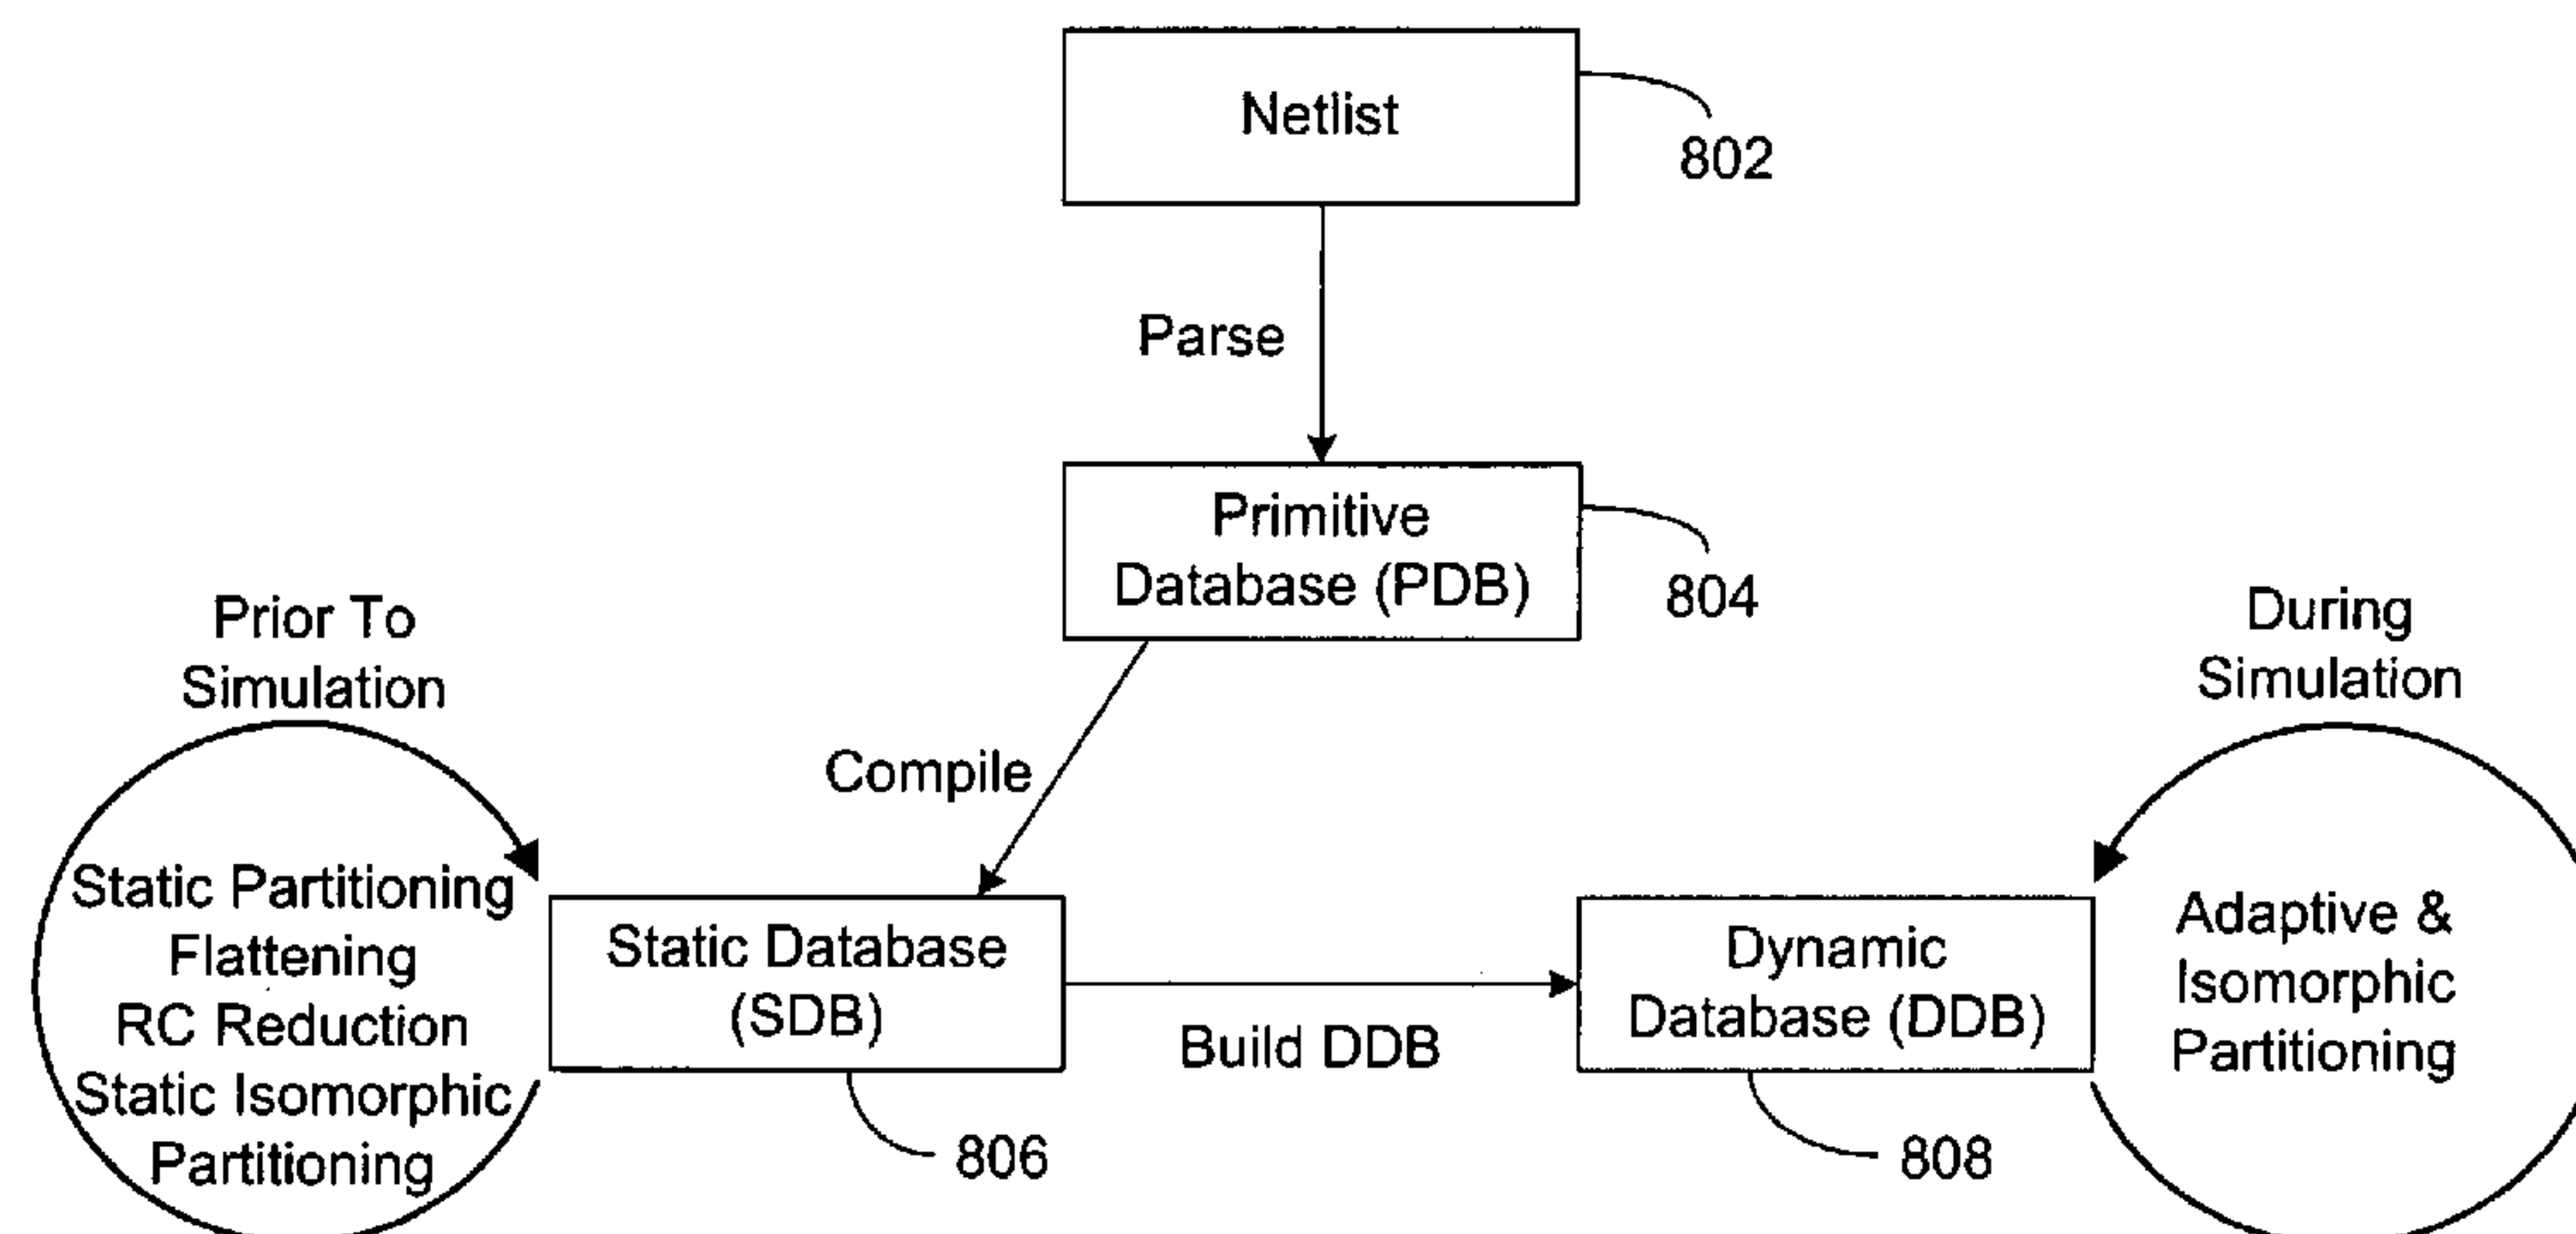 Netlist
802
Parse
Primitive
Database (PDB)
804
Prior To
Simulation
During
Simulation
Compile
Static Partitioning
Flattening
RC Reduction
Static Isomorphic
Partitioning
Static Database
(SDB)
806
Build DDB
Dynamic
Database (DDB)
808
Adaptive &
Isomorphic
Partitioning